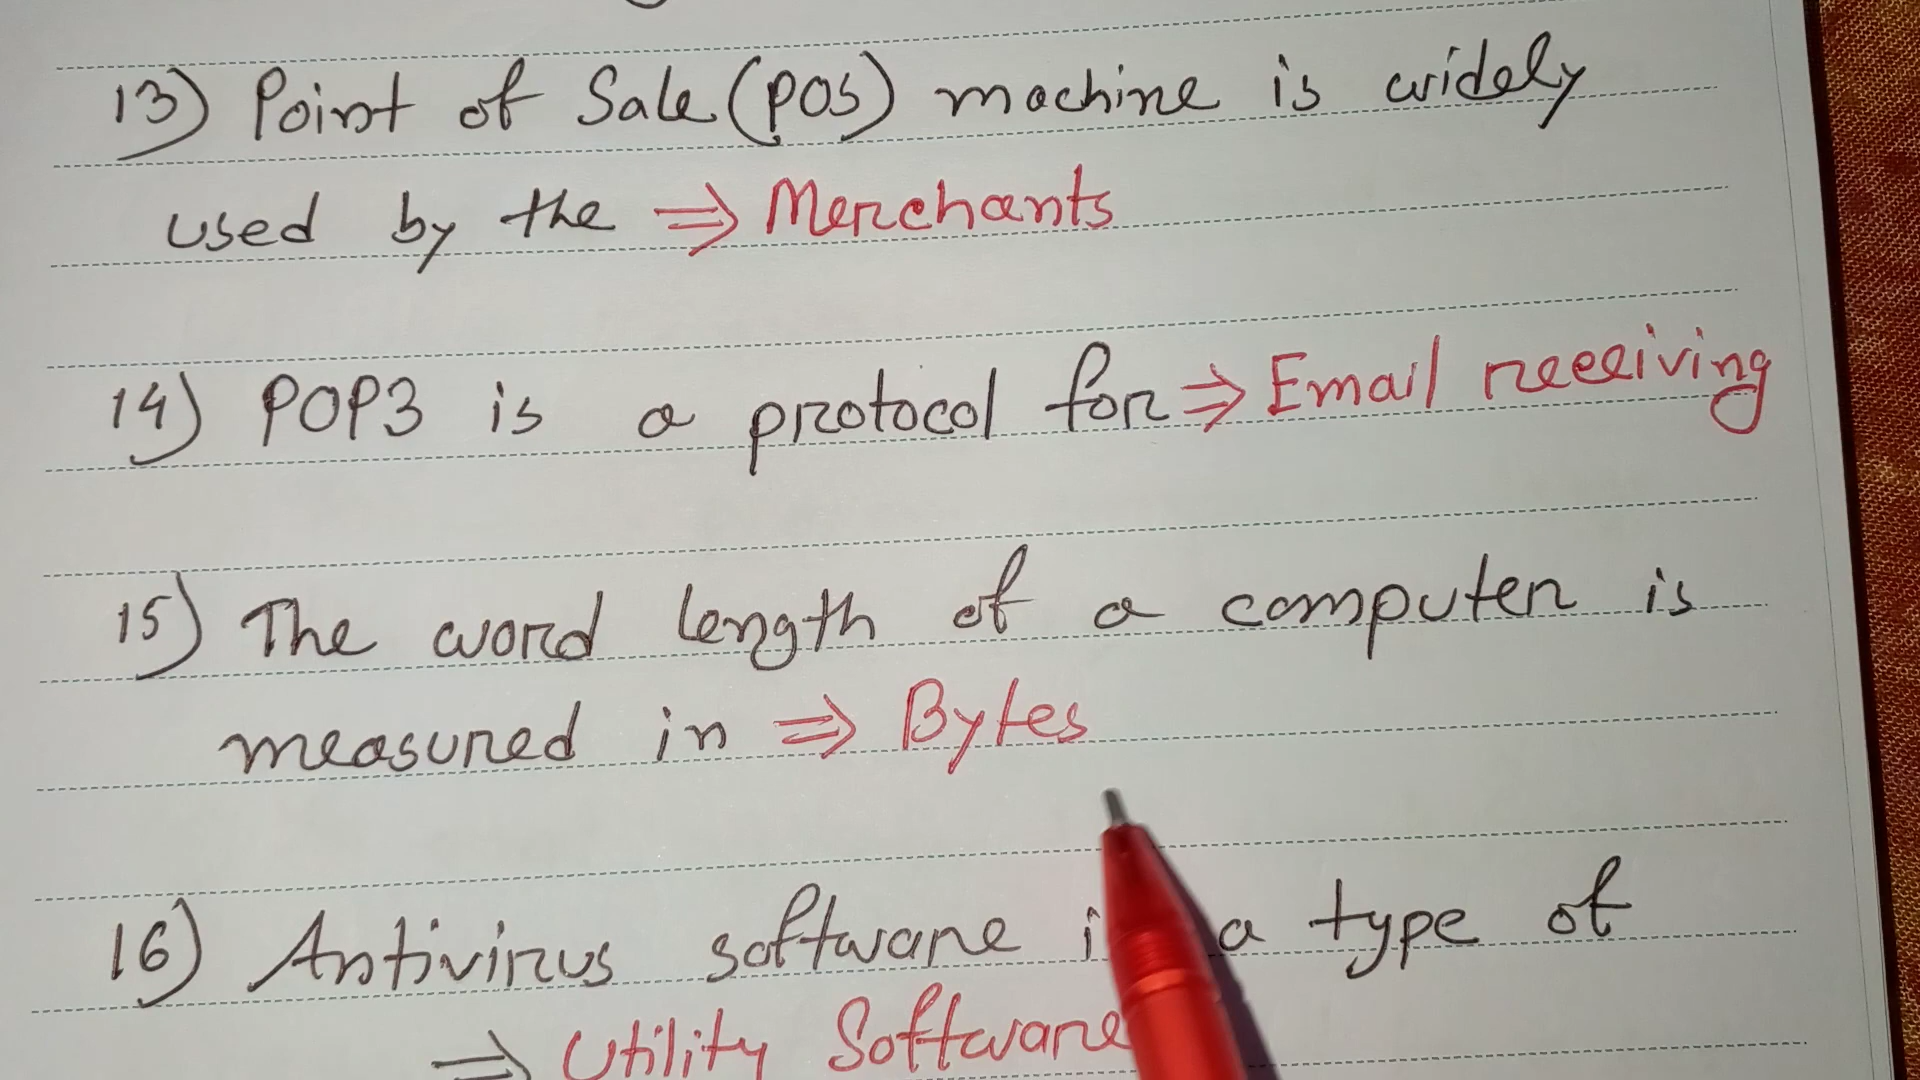 13) Point of Sale (POS) machine is widely
used by the ⇒ Merchants
14) POP3 is a protocol for ⇒ Email receiving
15) The word length of a computer is
measured in ⇒ Bytes
16) Antivirus software a type of
⇒ Utility Software